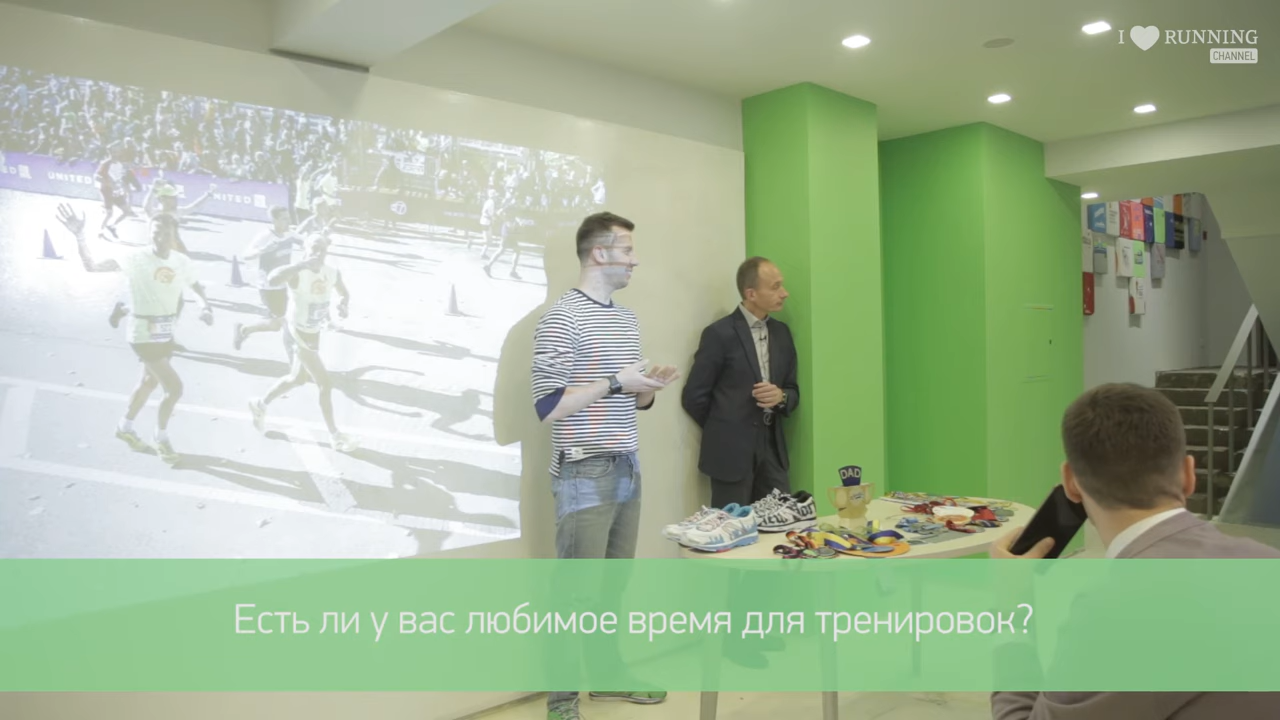 I ❤ RUNNING
CHANNEL
UNITED
DAD
Есть ли у вас любимое время для тренировок?